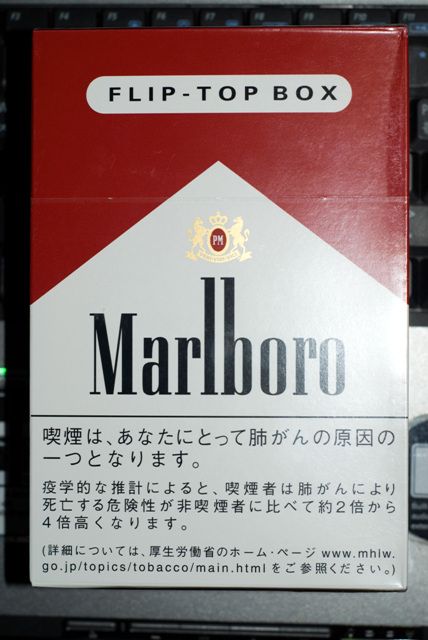 FLIP-TOP BOX
PM
Marlboro
喫煙は、あなたにとって肺がんの原因の
一つとなります。
疫学的な推計によると、喫煙者は肺がんにより
死亡する危険性が非喫煙者に比べて約2倍から
4倍高くなります。
(詳細については、厚生労働省のホーム・ページ www.mhlw.
go.jp/topics/tobacco/main.html をご参照ください。)